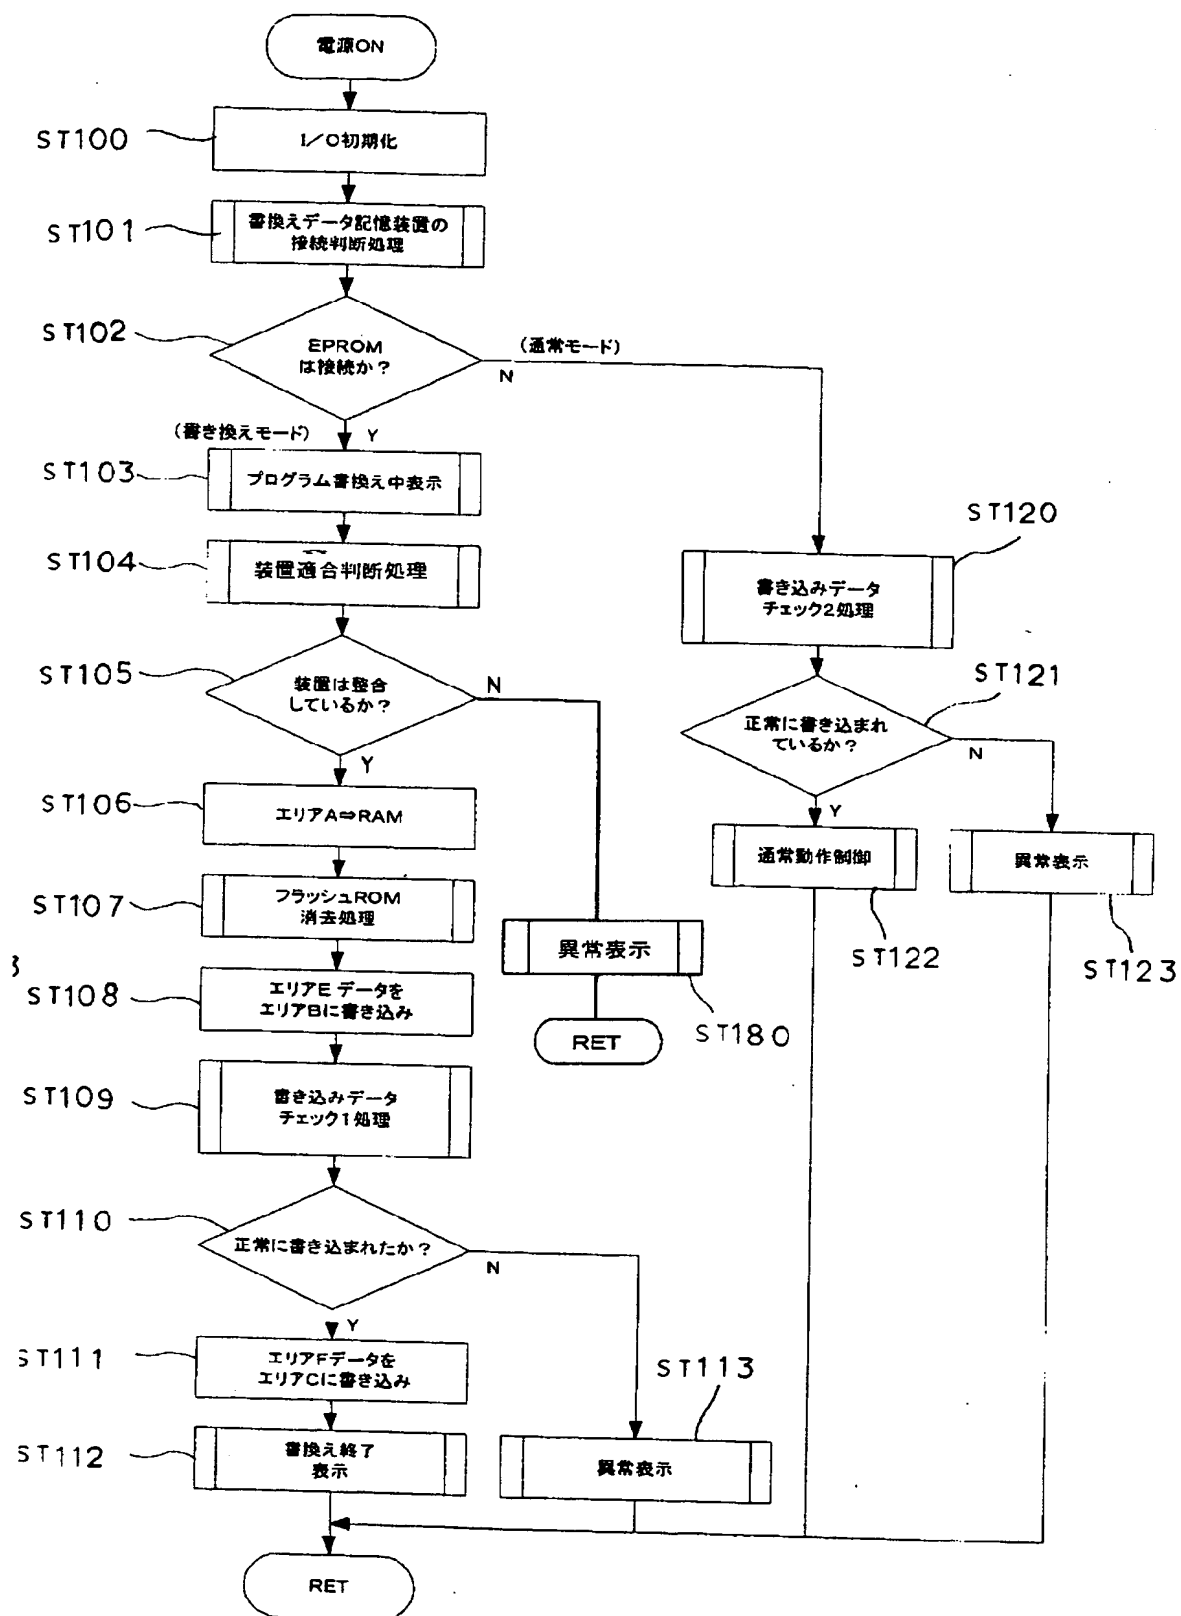 電源ON
ST100
I/O初期化
ST101
書換えデータ記憶装置の
接続判断処理
ST102
EPROM
は接続か？
(通常モード)
N
(書き換えモード)
Y
ST103
プログラム書換え中表示
ST104
装置適合判断処理
ST105
装置は整合
しているか？
N
Y
ST106
エリアA⇒RAM
ST107
フラッシュROM
消去処理
ST108
エリアEデータを
エリアBに書き込み
ST109
書き込みデータ
チェック1処理
ST110
正常に書き込まれたか？
N
Y
ST111
エリアFデータを
エリアCに書き込み
ST112
書換え終了
表示
RET
異常表示
ST180
RET
ST113
異常表示
ST120
書き込みデータ
チェック2処理
ST121
正常に書き込まれ
ているか？
N
Y
通常動作制御
ST122
異常表示
ST123